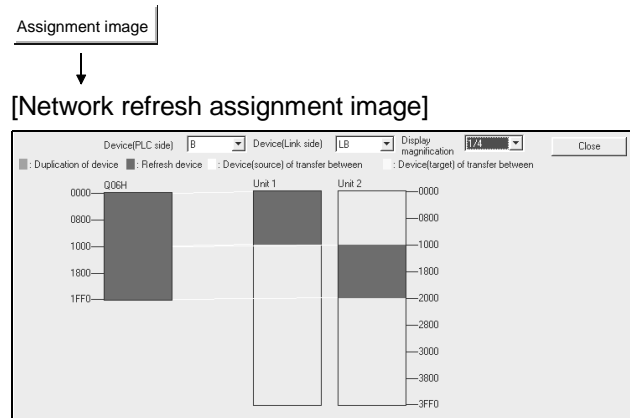 Assignment image
[Network refresh assignment image]
Device(PLC side) B Device(Link side) LB Display magnification 1/4 Close
: Duplication of device : Refresh device : Device(source) of transfer between : Device(target) of transfer between
Q06H Unit 1 Unit 2
0000 0000
0800 0800
1000 1000
1800 1800
1FF0 2000
2800
3000
3800
3FF0